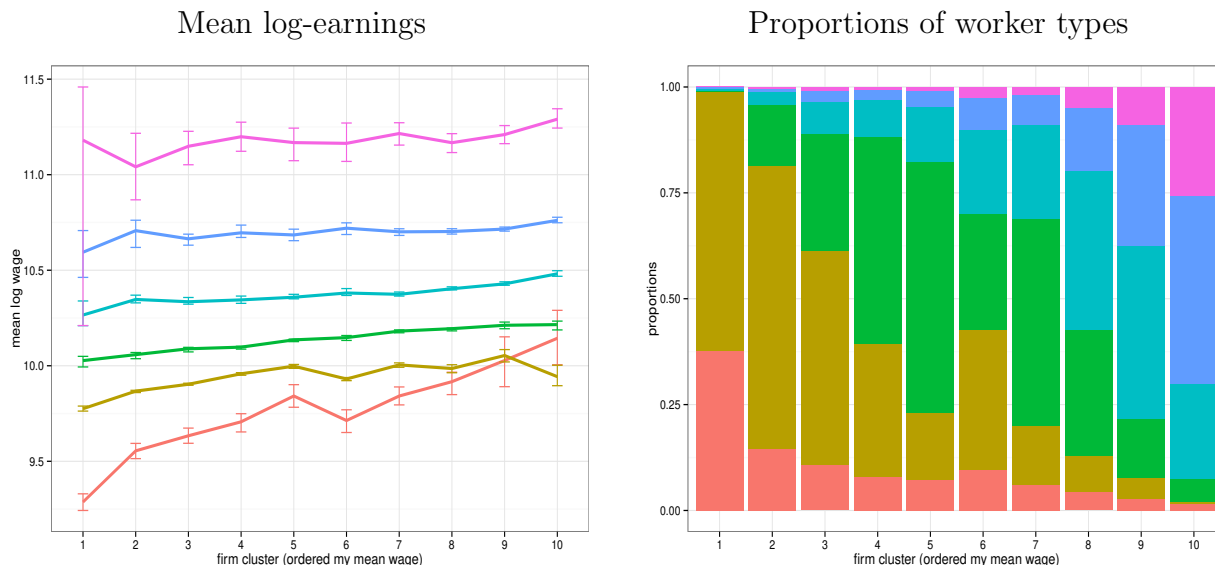 Mean log-earnings
11.5
11.0
10.5
10.0
9.5
mean log wage
1 2 3 4 5 6 7 8 9 10
firm cluster (ordered my mean wage)
Proportions of worker types
1.00
0.75
0.50
0.25
0.00
proportions
1 2 3 4 5 6 7 8 9 10
firm cluster (ordered my mean wage)